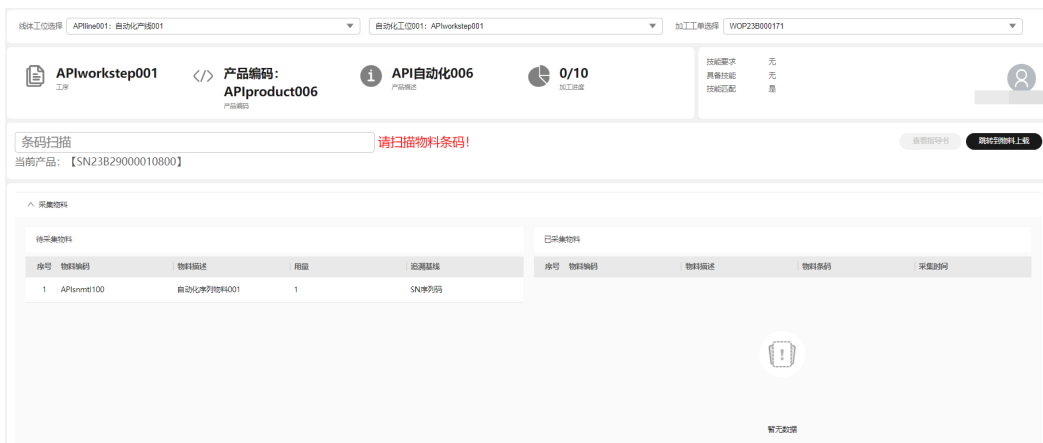 线体工位选择 APIline001：自动化产线001 自动化工位001：APIworkstep001 加工工单选择 WOP23B000171
APIworkstep001
工序
</> 产品编码：
APIproduct006
产品编码
API自动化006
产品描述
0/10
加工进度
技能要求 无
具备技能 无
技能匹配 是
条码扫描 请扫描物料条码！
查看指导书 跳转到物料上载
当前产品：【SN23B29000010800】
采集物料
待采集物料
序号 物料编码 物料描述 用量 追溯基线
1 APIsnmtl100 自动化序列物料001 1 SN序列码
已采集物料
序号 物料编码 物料描述 物料条码 采集时间
暂无数据